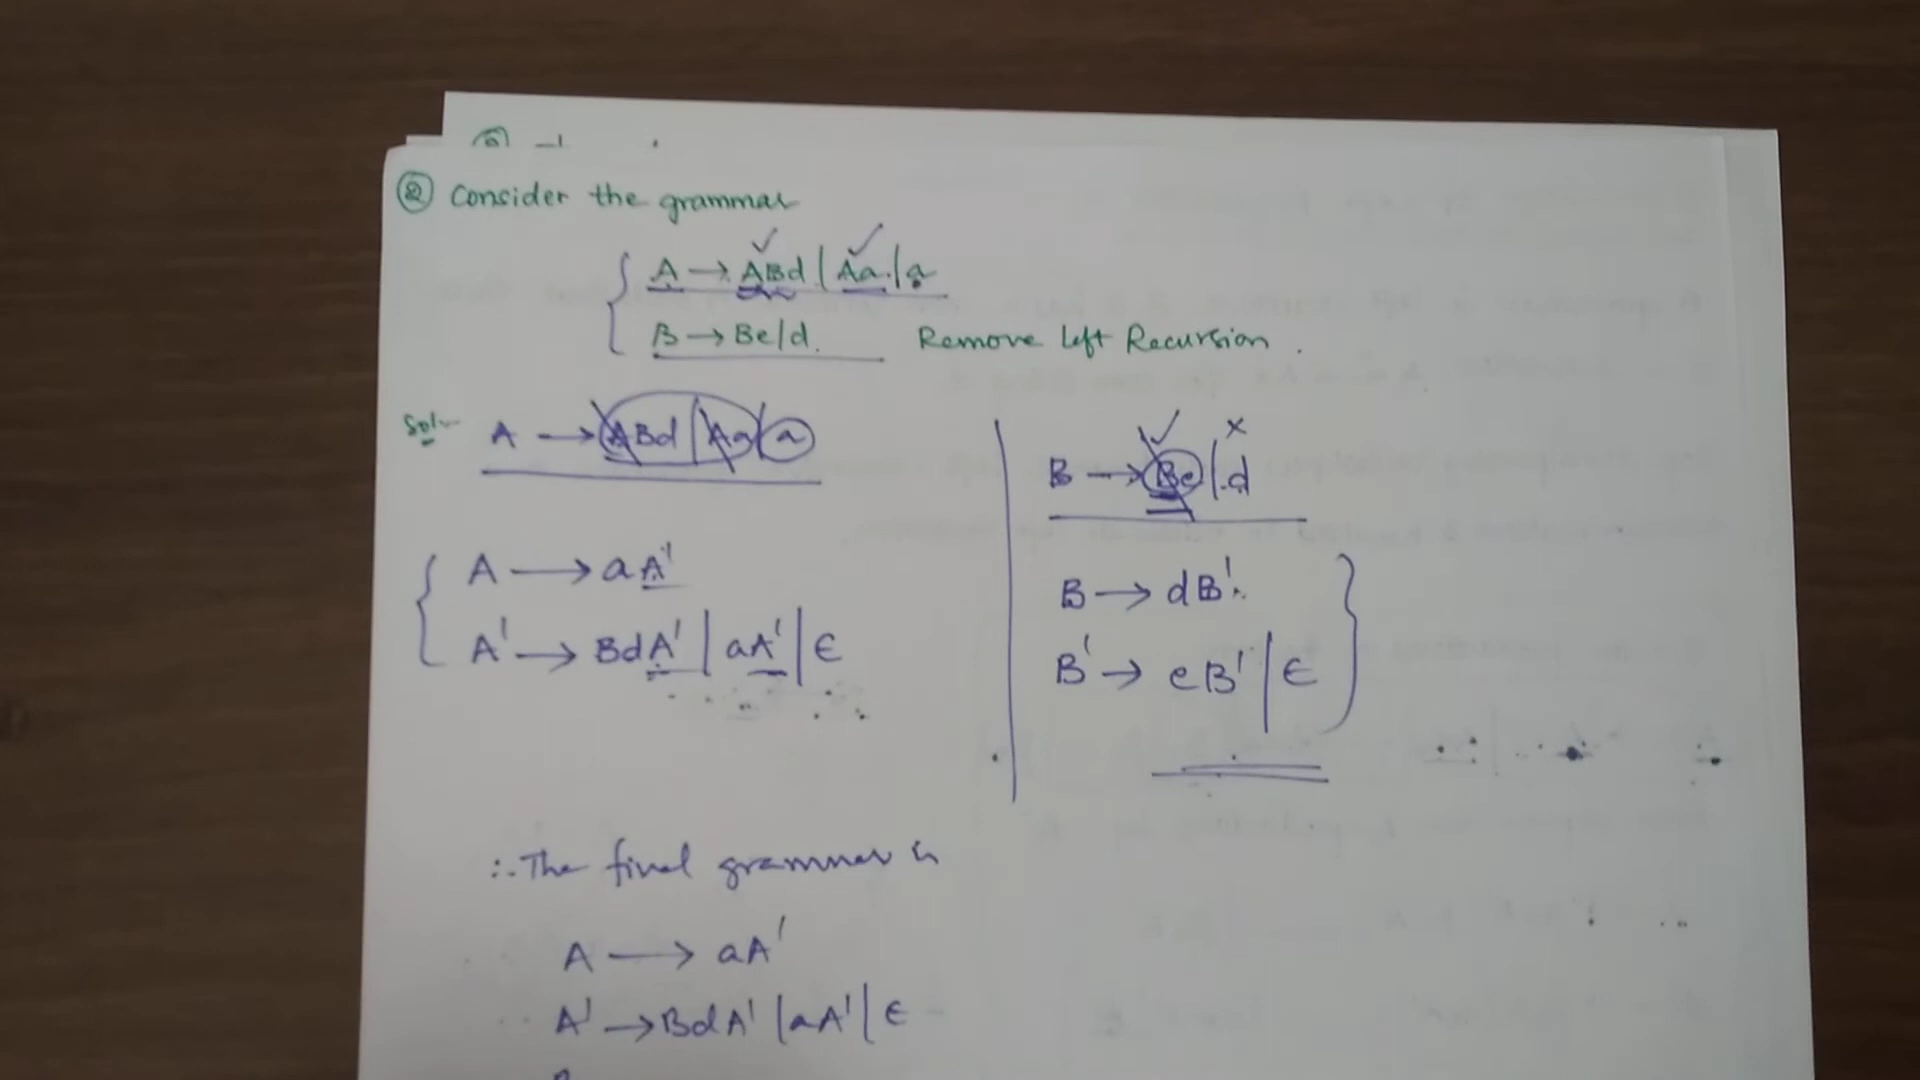 ② Consider the grammar
A → ABd | Aa | a
B → Be/d Remove left Recursion.
Soln A → ABd | Aa | a
A → aA'
A' → BdA' | aA' | ε
B → Be | d
B → dB'
B' → eB' | ε
∴ The final grammar is
A → aA'
A' → BdA' | aA' | ε